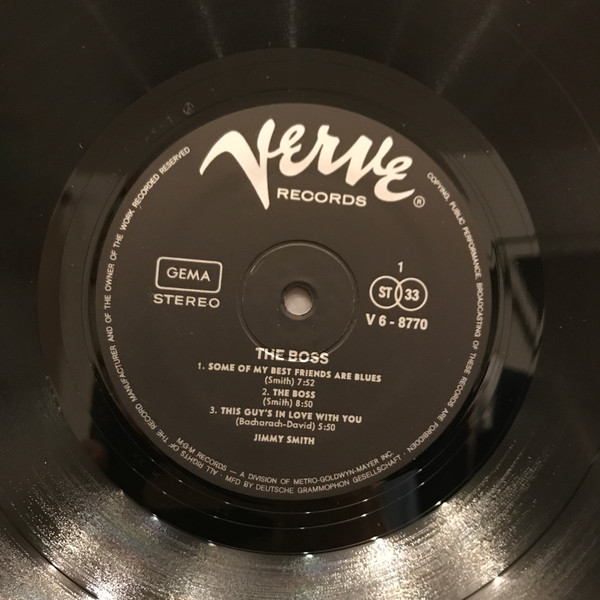 Verve
RECORDS ®
GEMA
STEREO
1
ST 33
V 6 - 8770
THE BOSS
1. SOME OF MY BEST FRIENDS ARE BLUES
(Smith) 7:52
2. THE BOSS
(Smith) 8:50
3. THIS GUY'S IN LOVE WITH YOU
(Bacharach-David) 5:50
JIMMY SMITH
M-G-M RECORDS — A DIVISION OF METRO-GOLDWYN-MAYER INC.
ALL RIGHTS OF THE RECORD MANUFACTURER AND OF THE OWNER OF THE WORK RECORDED RESERVED
COPYING, PUBLIC PERFORMANCE, BROADCASTING OF THESE RECORDS ARE FORBIDDEN
· MFD BY DEUTSCHE GRAMMOPHON GESELLSCHAFT ·